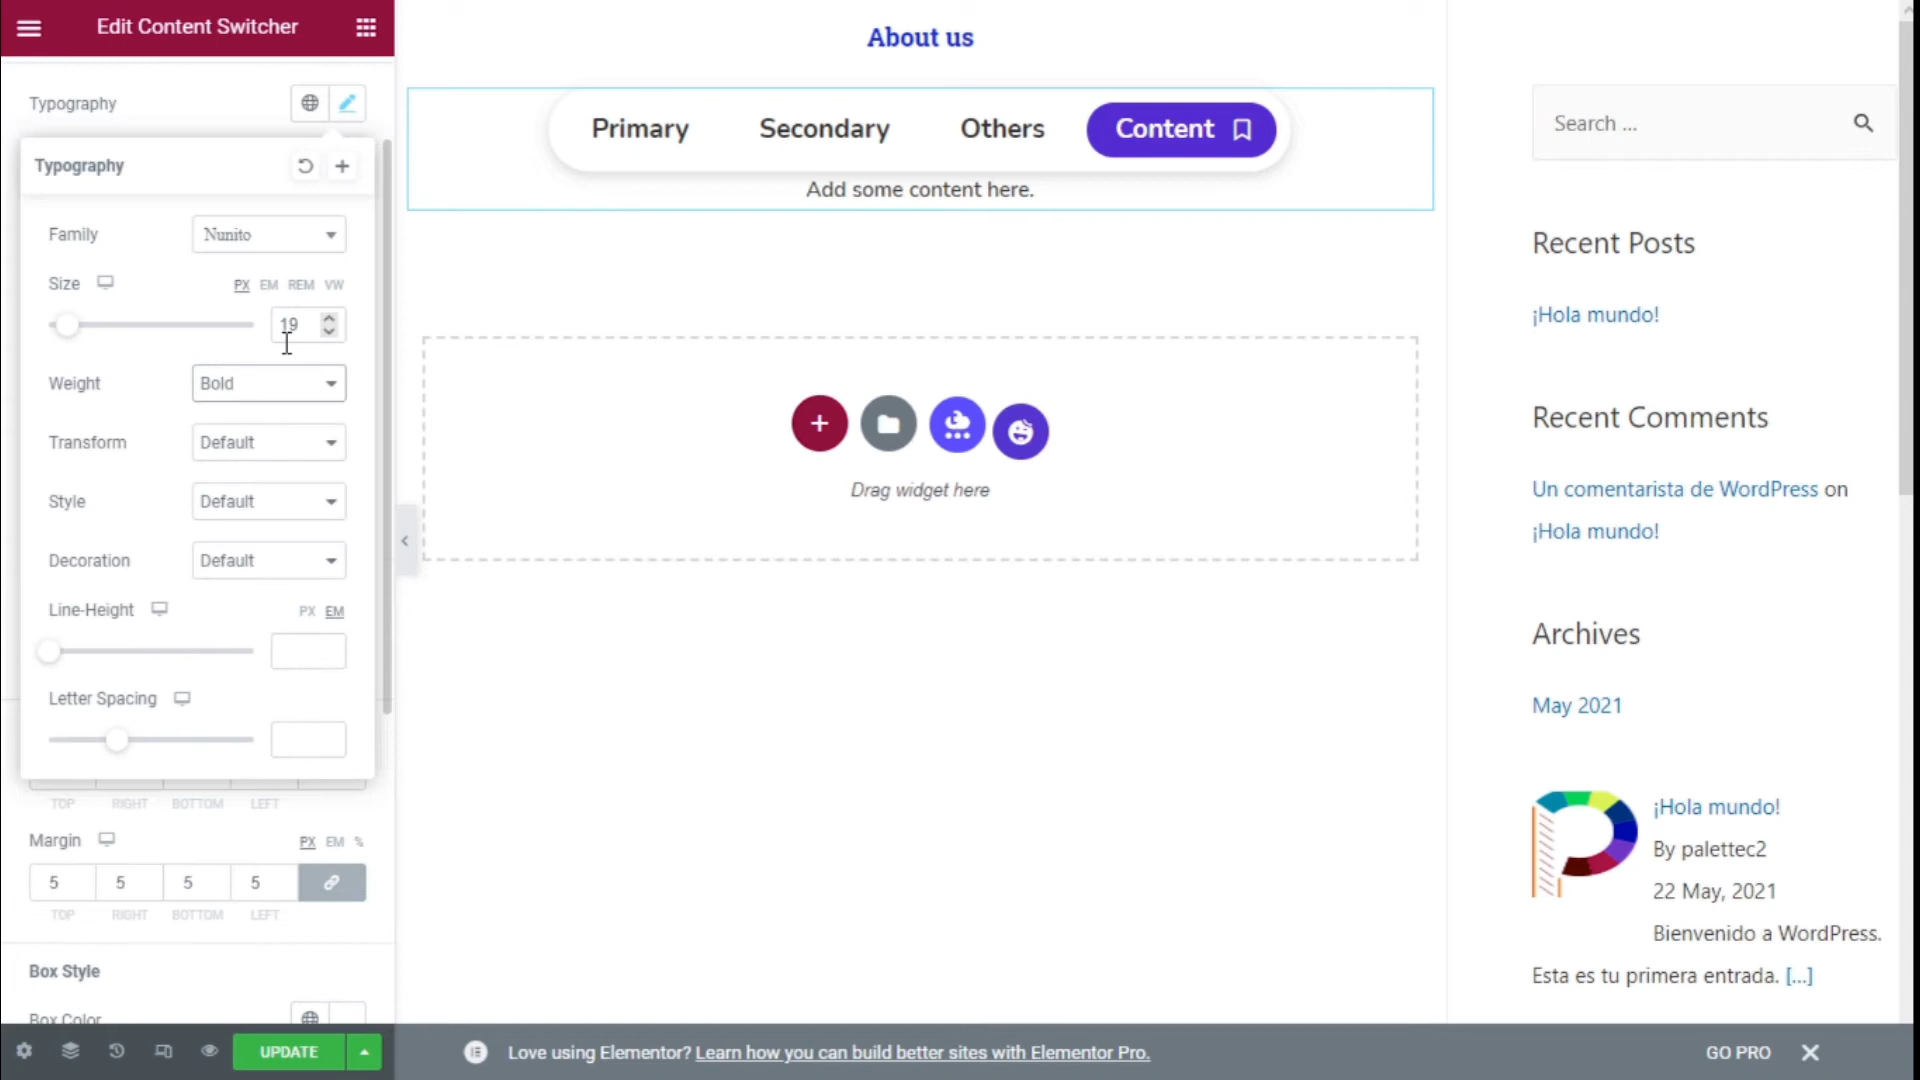 Edit Content Switcher
Typography
Typography
Family
Nunito
Size
PX EM REM VW
19
Weight
Bold
Transform
Default
Style
Default
Decoration
Default
Line-Height
PX EM
Letter Spacing
TOP RIGHT BOTTOM LEFT
Margin
PX EM %
5 5 5 5
TOP RIGHT BOTTOM LEFT
Box Style
Box Color
UPDATE
About us
Primary
Secondary
Others
Content
Add some content here.
Drag widget here
Search ...
Recent Posts
¡Hola mundo!
Recent Comments
Un comentarista de WordPress on
¡Hola mundo!
Archives
May 2021
¡Hola mundo!
By palettec2
22 May, 2021
Bienvenido a WordPress.
Esta es tu primera entrada. [...]
Love using Elementor? Learn how you can build better sites with Elementor Pro.
GO PRO